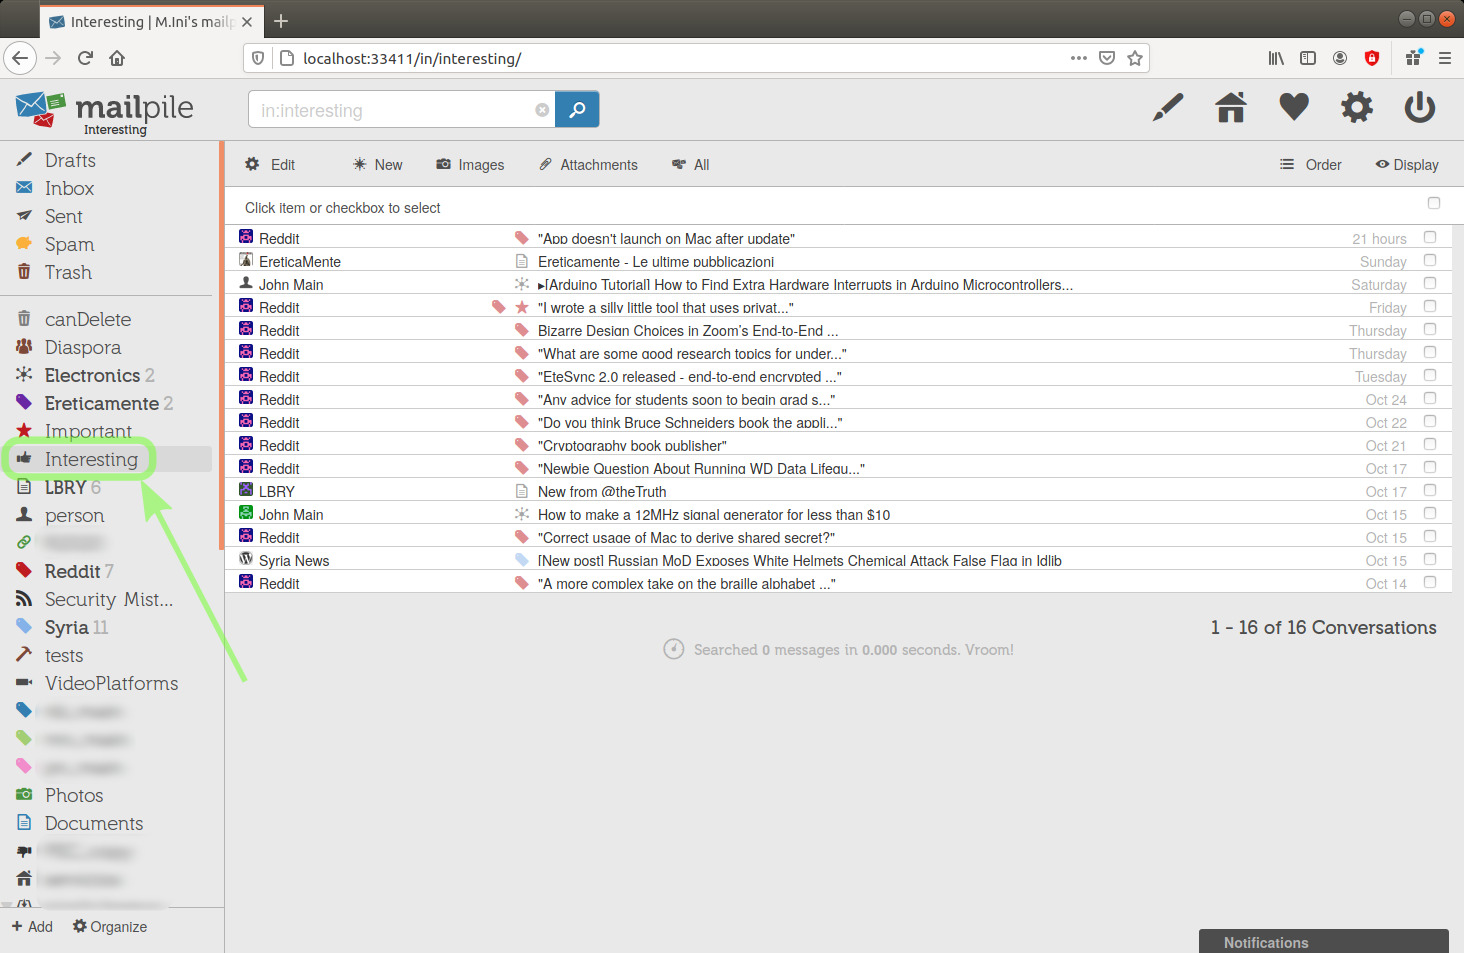 Interesting | M.Ini's mailp
localhost:33411/in/interesting/
mailpile
Interesting
in:interesting
Drafts
Inbox
Sent
Spam
Trash
canDelete
Diaspora
Electronics 2
Ereticamente 2
Important
Interesting
LBRY 6
person
Reddit 7
Security Mist...
Syria 11
tests
VideoPlatforms
Photos
Documents
Add
Organize
Edit
New
Images
Attachments
All
Order
Display
Click item or checkbox to select
Reddit "App doesn't launch on Mac after update" 21 hours
EreticaMente Ereticamente - Le ultime pubblicazioni Sunday
John Main ▸[Arduino Tutorial] How to Find Extra Hardware Interrupts in Arduino Microcontrollers... Saturday
Reddit "I wrote a silly little tool that uses privat..." Friday
Reddit Bizarre Design Choices in Zoom's End-to-End ... Thursday
Reddit "What are some good research topics for under..." Thursday
Reddit "EteSync 2.0 released - end-to-end encrypted ..." Tuesday
Reddit "Any advice for students soon to begin grad s..." Oct 24
Reddit "Do you think Bruce Schneiders book the appli..." Oct 22
Reddit "Cryptography book publisher" Oct 21
Reddit "Newbie Question About Running WD Data Lifegu..." Oct 17
LBRY New from @theTruth Oct 17
John Main How to make a 12MHz signal generator for less than $10 Oct 15
Reddit "Correct usage of Mac to derive shared secret?" Oct 15
Syria News [New post] Russian MoD Exposes White Helmets Chemical Attack False Flag in Idlib Oct 15
Reddit "A more complex take on the braille alphabet ..." Oct 14
1 - 16 of 16 Conversations
Searched 0 messages in 0.000 seconds. Vroom!
Notifications